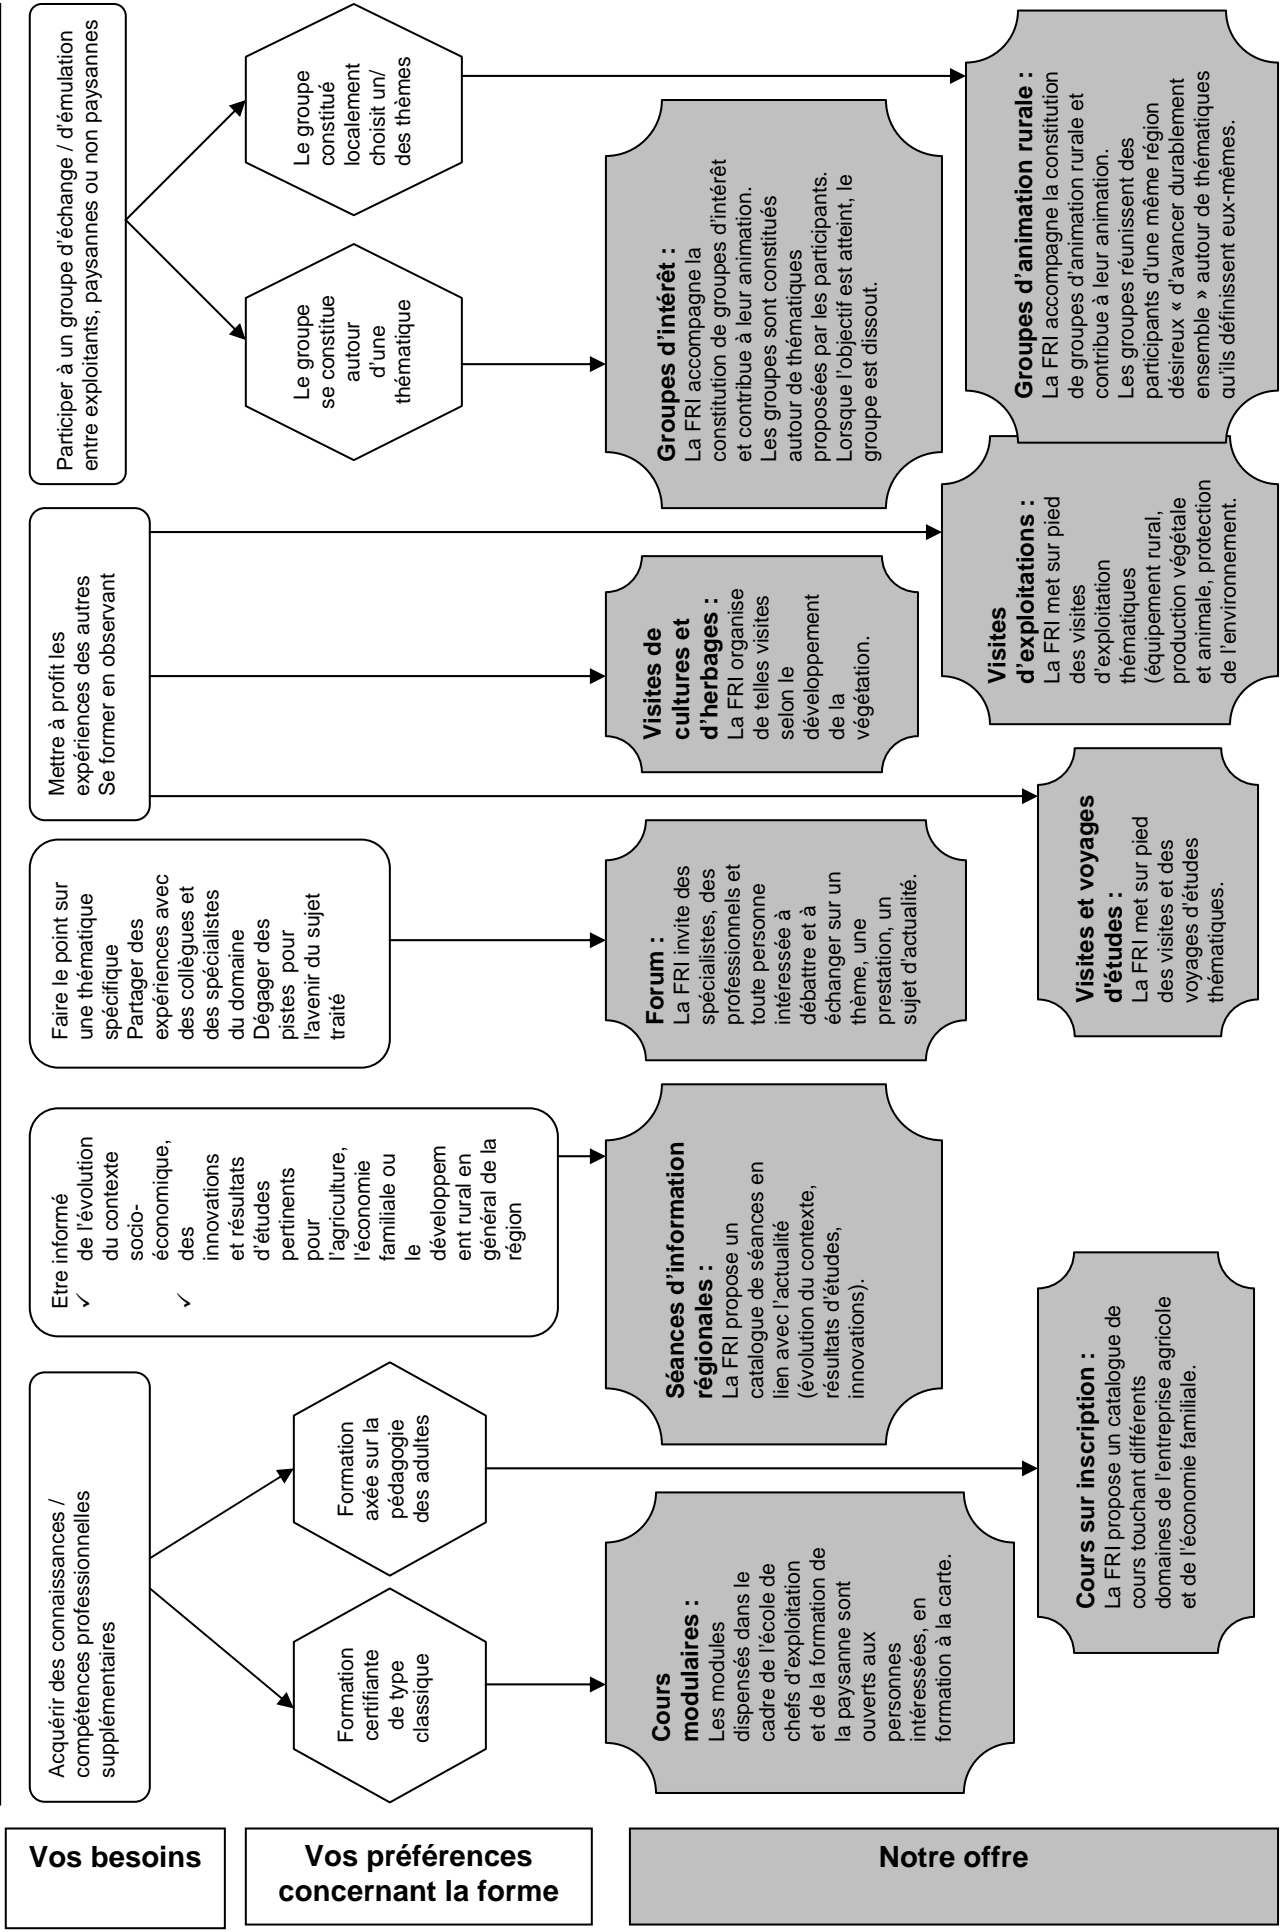 Vos besoins
Acquérir des connaissances /
compétences professionnelles
supplémentaires
Etre informé
✓ de l'évolution
du contexte
socio-
économique,
✓ des
innovations
et résultats
d'études
pertinents
pour
l'agriculture,
l'économie
familiale ou
le
développem
ent rural en
général de la
région
Faire le point sur
une thématique
spécifique
Partager des
expériences avec
des collègues et
des spécialistes
du domaine
Dégager des
pistes pour
l'avenir du sujet
traité
Mettre à profit les
expériences des autres
Se former en observant
Participer à un groupe d'échange / d'émulation
entre exploitants, paysannes ou non paysannes
Vos préférences
concernant la forme
Formation
certifiante
de type
classique
Formation
axée sur la
pédagogie
des adultes
Le groupe
se constitue
autour
d'une
thématique
Le groupe
constitué
localement
choisit un/
des thèmes
Notre offre
Cours
modulaires :
Les modules
dispensés dans le
cadre de l'école de
chefs d'exploitation
et de la formation de
la paysanne sont
ouverts aux
personnes
intéressées, en
formation à la carte.
Séances d'information
régionales :
La FRI propose un
catalogue de séances en
lien avec l'actualité
(évolution du contexte,
résultats d'études,
innovations).
Forum :
La FRI invite des
spécialistes, des
professionnels et
toute personne
intéressée à
débattre et à
échanger sur un
thème, une
prestation, un
sujet d'actualité.
Visites de
cultures et
d'herbages :
La FRI organise
de telles visites
selon le
développement
de la
végétation.
Groupes d'intérêt :
La FRI accompagne la
constitution de groupes d'intérêt
et contribue à leur animation.
Les groupes sont constitués
autour de thématiques
proposées par les participants.
Lorsque l'objectif est atteint, le
groupe est dissout.
Cours sur inscription :
La FRI propose un catalogue de
cours touchant différents
domaines de l'entreprise agricole
et de l'économie familiale.
Visites et voyages
d'études :
La FRI met sur pied
des visites et des
voyages d'études
thématiques.
Visites
d'exploitations :
La FRI met sur pied
des visites
d'exploitation
thématiques
(équipement rural,
production végétale
et animale, protection
de l'environnement.
Groupes d'animation rurale :
La FRI accompagne la constitution
de groupes d'animation rurale et
contribue à leur animation.
Les groupes réunissent des
participants d'une même région
désireux « d'avancer durablement
ensemble » autour de thématiques
qu'ils définissent eux-mêmes.